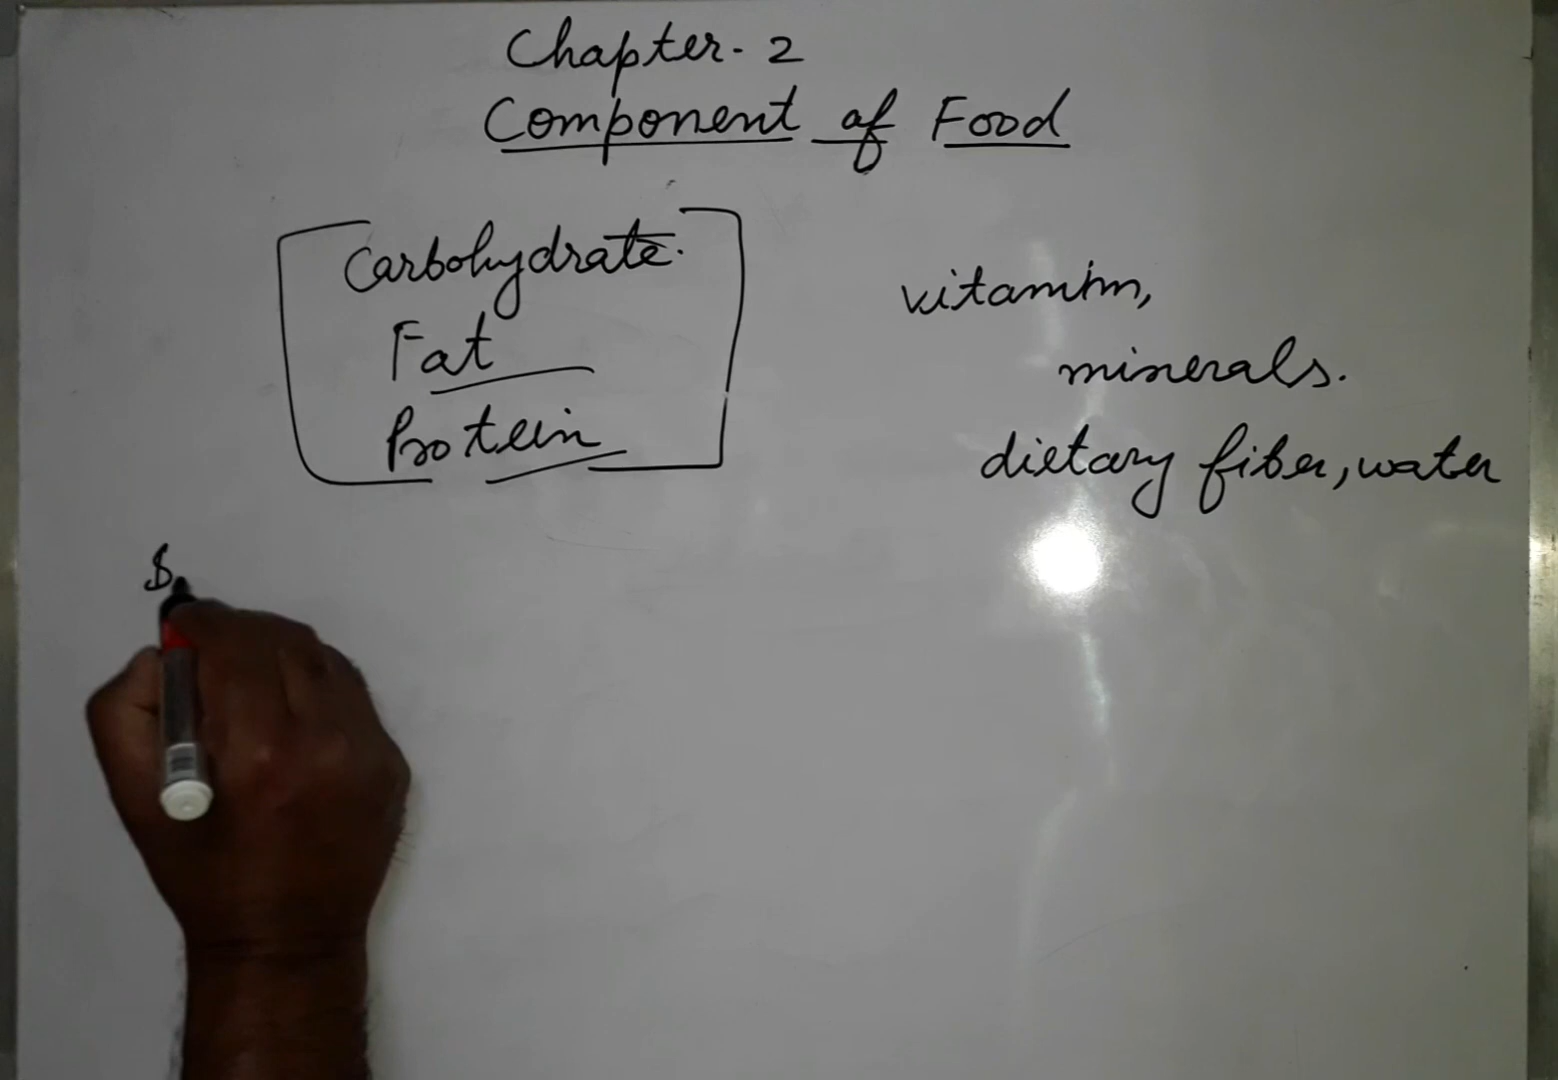 Chapter - 2
Component of Food
Carbohydrate.
Fat
Protein
vitamin,
minerals.
dietary fiber, water